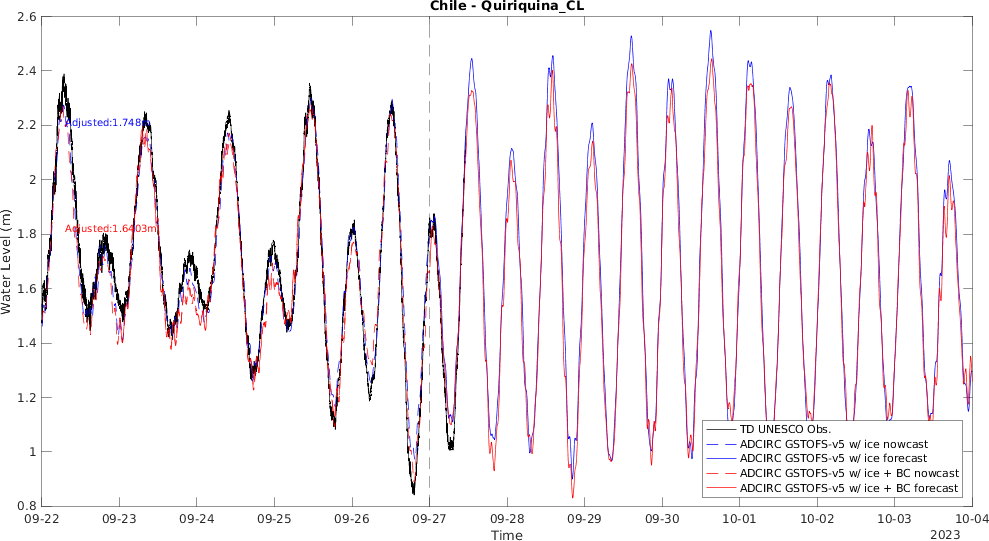 Chile - Quiriquina_CL
2.6
2.4
2.2
2
1.8
1.6
1.4
1.2
1
0.8
Water Level (m)
Adjusted:1.748m
Adjusted:1.6403m
TD UNESCO Obs.
ADCIRC GSTOFS-v5 w/ ice nowcast
ADCIRC GSTOFS-v5 w/ ice forecast
ADCIRC GSTOFS-v5 w/ ice + BC nowcast
ADCIRC GSTOFS-v5 w/ ice + BC forecast
09-22 09-23 09-24 09-25 09-26 09-27 09-28 09-29 09-30 10-01 10-02 10-03 10-04
Time
2023